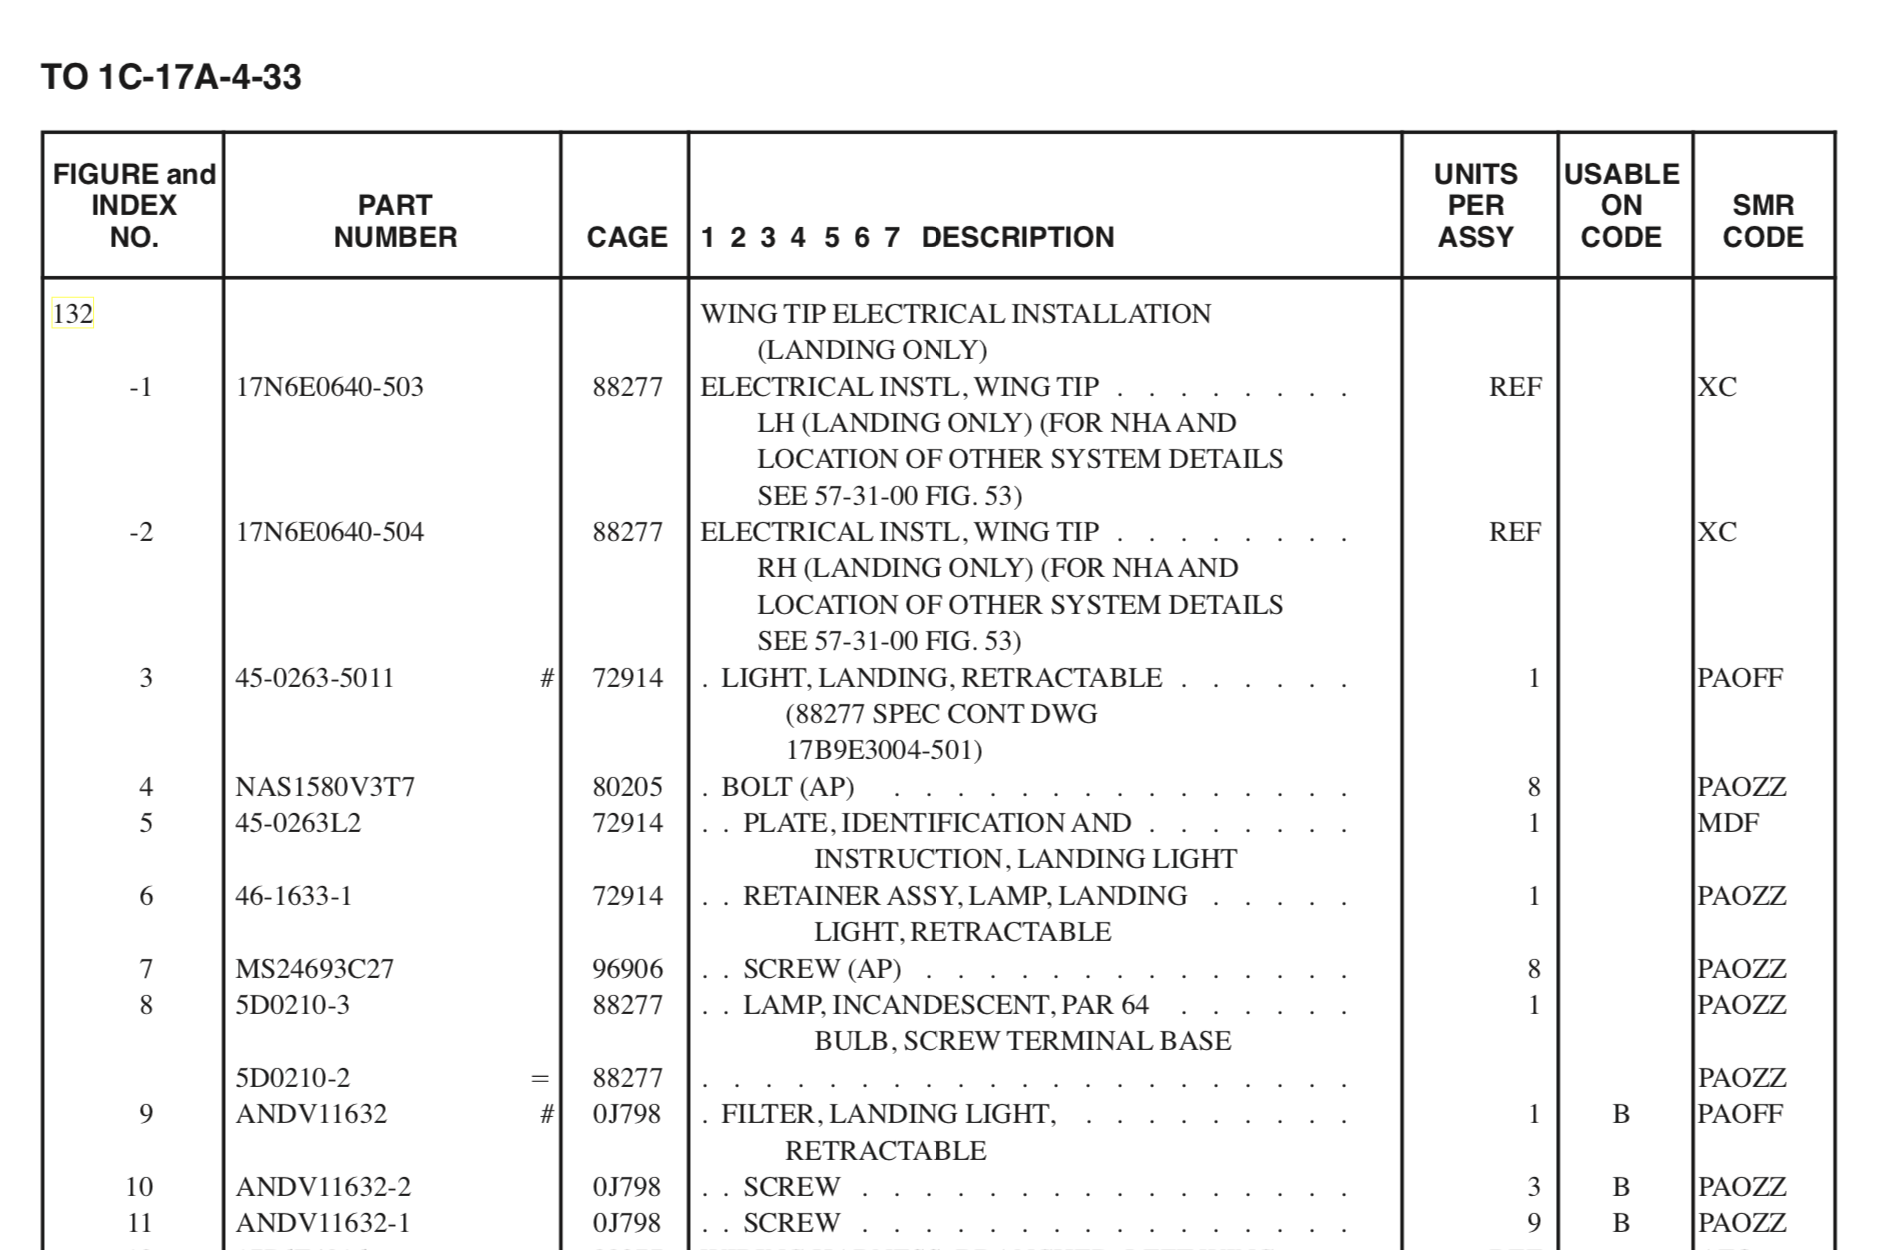 TO 1C-17A-4-33
FIGURE and INDEX NO. PART NUMBER CAGE 1 2 3 4 5 6 7 DESCRIPTION UNITS PER ASSY USABLE ON CODE SMR CODE
132 WING TIP ELECTRICAL INSTALLATION
(LANDING ONLY)
-1 17N6E0640-503 88277 ELECTRICAL INSTL, WING TIP . . . . . . . . REF XC
LH (LANDING ONLY) (FOR NHA AND
LOCATION OF OTHER SYSTEM DETAILS
SEE 57-31-00 FIG. 53)
-2 17N6E0640-504 88277 ELECTRICAL INSTL, WING TIP . . . . . . . . REF XC
RH (LANDING ONLY) (FOR NHA AND
LOCATION OF OTHER SYSTEM DETAILS
SEE 57-31-00 FIG. 53)
3 45-0263-5011 # 72914 . LIGHT, LANDING, RETRACTABLE . . . . . . 1 PAOFF
(88277 SPEC CONT DWG
17B9E3004-501)
4 NAS1580V3T7 80205 . BOLT (AP) . . . . . . . . . . . . . . . 8 PAOZZ
5 45-0263L2 72914 . . PLATE, IDENTIFICATION AND . . . . . . . 1 MDF
INSTRUCTION, LANDING LIGHT
6 46-1633-1 72914 . . RETAINER ASSY, LAMP, LANDING . . . . . 1 PAOZZ
LIGHT, RETRACTABLE
7 MS24693C27 96906 . . SCREW (AP) . . . . . . . . . . . . . . 8 PAOZZ
8 5D0210-3 88277 . . LAMP, INCANDESCENT, PAR 64 . . . . . . 1 PAOZZ
BULB, SCREW TERMINAL BASE
5D0210-2 = 88277 . . . . . . . . . . . . . . . . . . . . . PAOZZ
9 ANDV11632 # 0J798 . FILTER, LANDING LIGHT, . . . . . . . . . 1 B PAOFF
RETRACTABLE
10 ANDV11632-2 0J798 . . SCREW . . . . . . . . . . . . . . . . 3 B PAOZZ
11 ANDV11632-1 0J798 . . SCREW . . . . . . . . . . . . . . . . 9 B PAOZZ